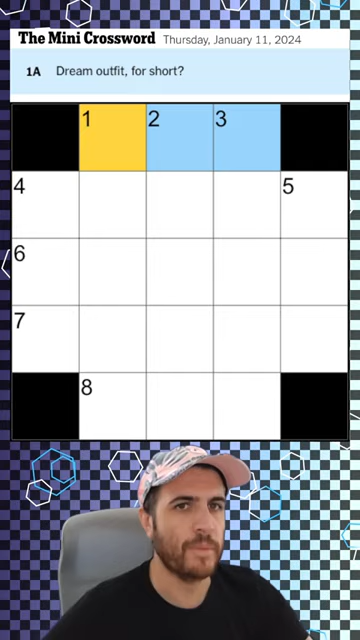 The Mini Crossword Thursday, January 11, 2024
1A Dream outfit, for short?
1 2 3
4 5
6
7
8